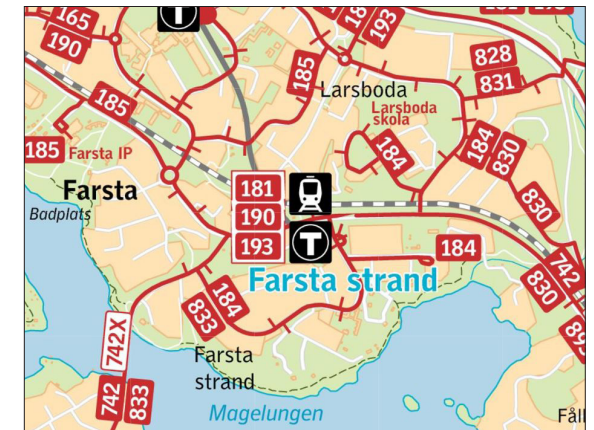 165
190
185
193
185
Larsboda
Larsboda
skola
828
831
184
830
184
830
185
Farsta IP
Farsta
Badplats
181
190
193
T
T
Farsta strand
184
742
830
184
833
742X
742
833
Farsta
strand
Magelungen